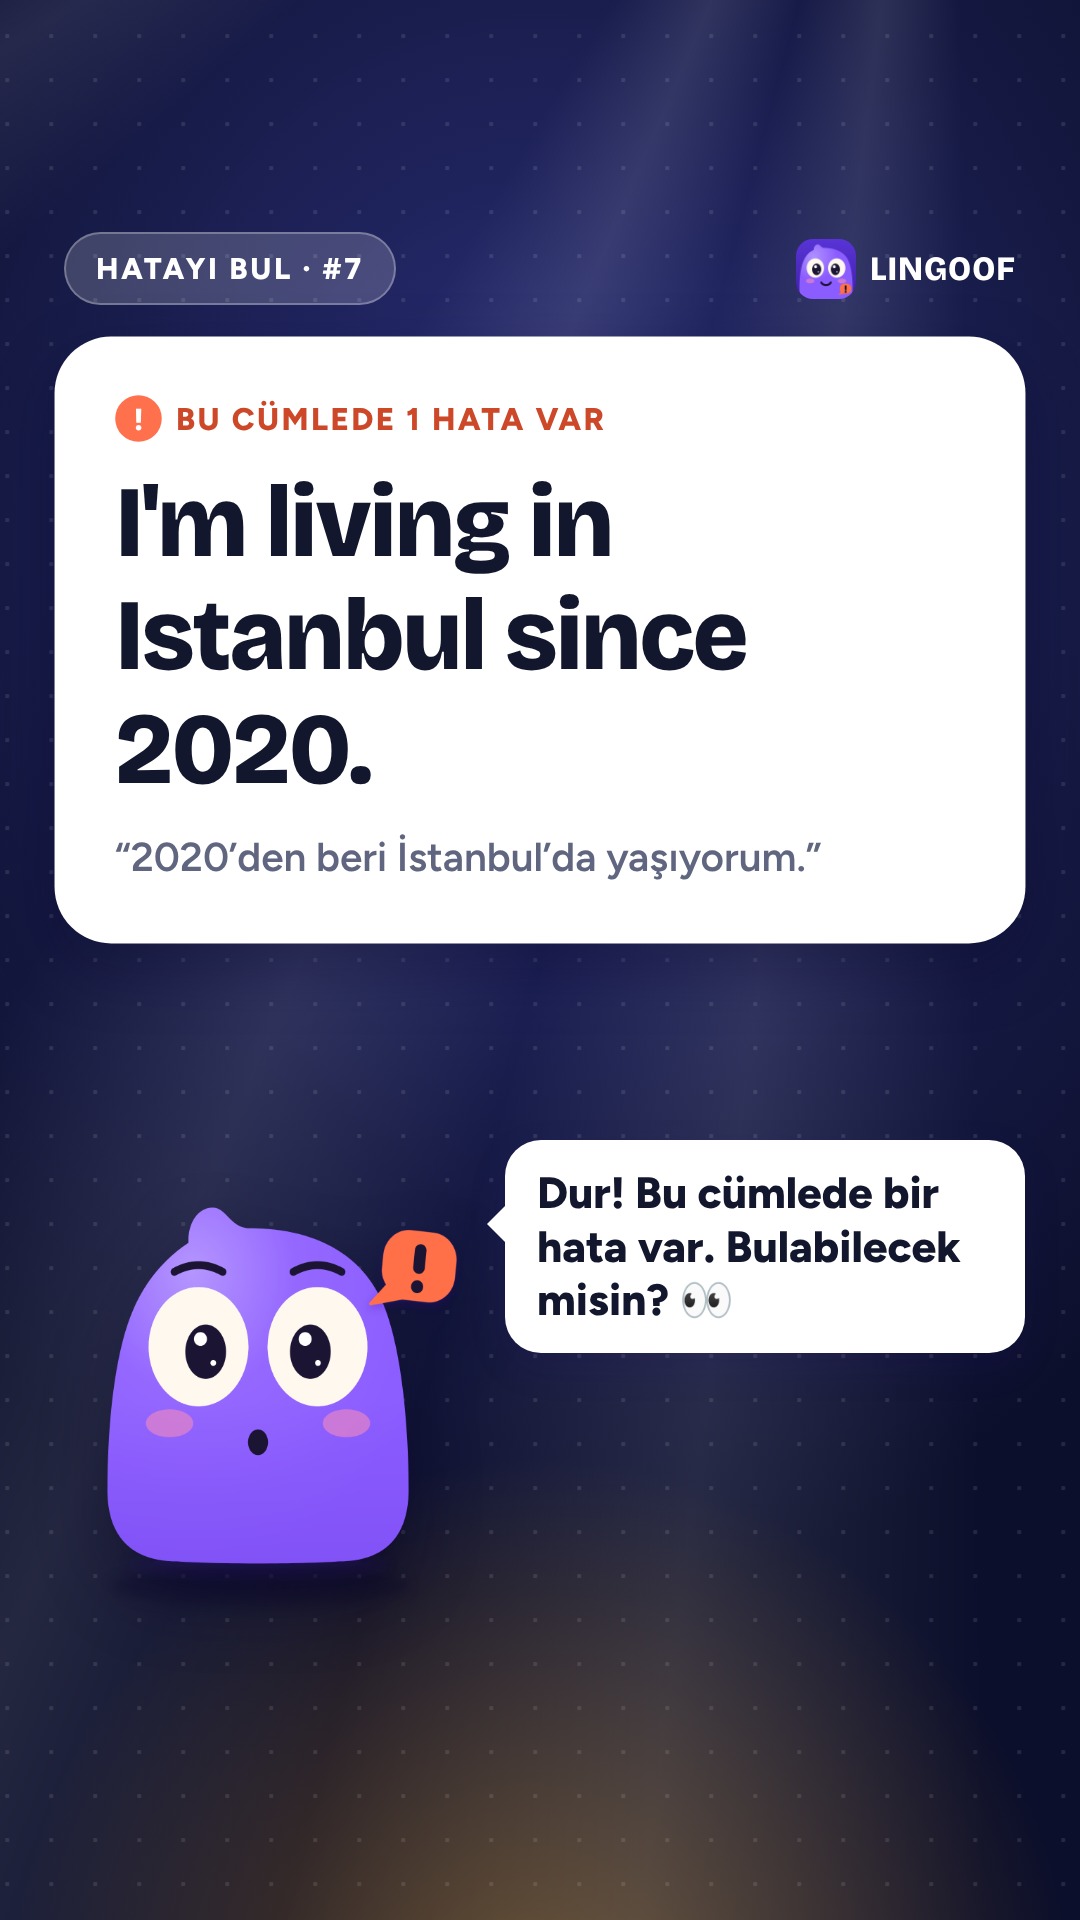 HATAYI BUL · #7
LINGOOF
! BU CÜMLEDE 1 HATA VAR
I'm living in
Istanbul since
2020.
“2020’den beri İstanbul’da yaşıyorum.”
Dur! Bu cümlede bir
hata var. Bulabilecek
misin? 👀
!